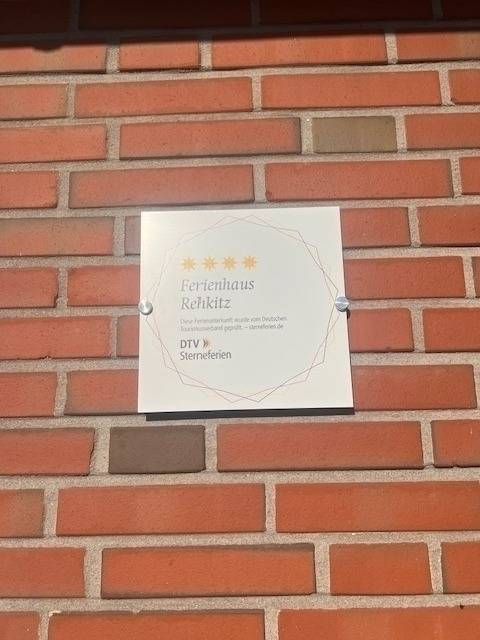 Ferienhaus
Rehkitz
Diese Ferienunterkunft wurde vom Deutschen
Tourismusverband geprüft. – sterneferien.de
DTV
Sterneferien